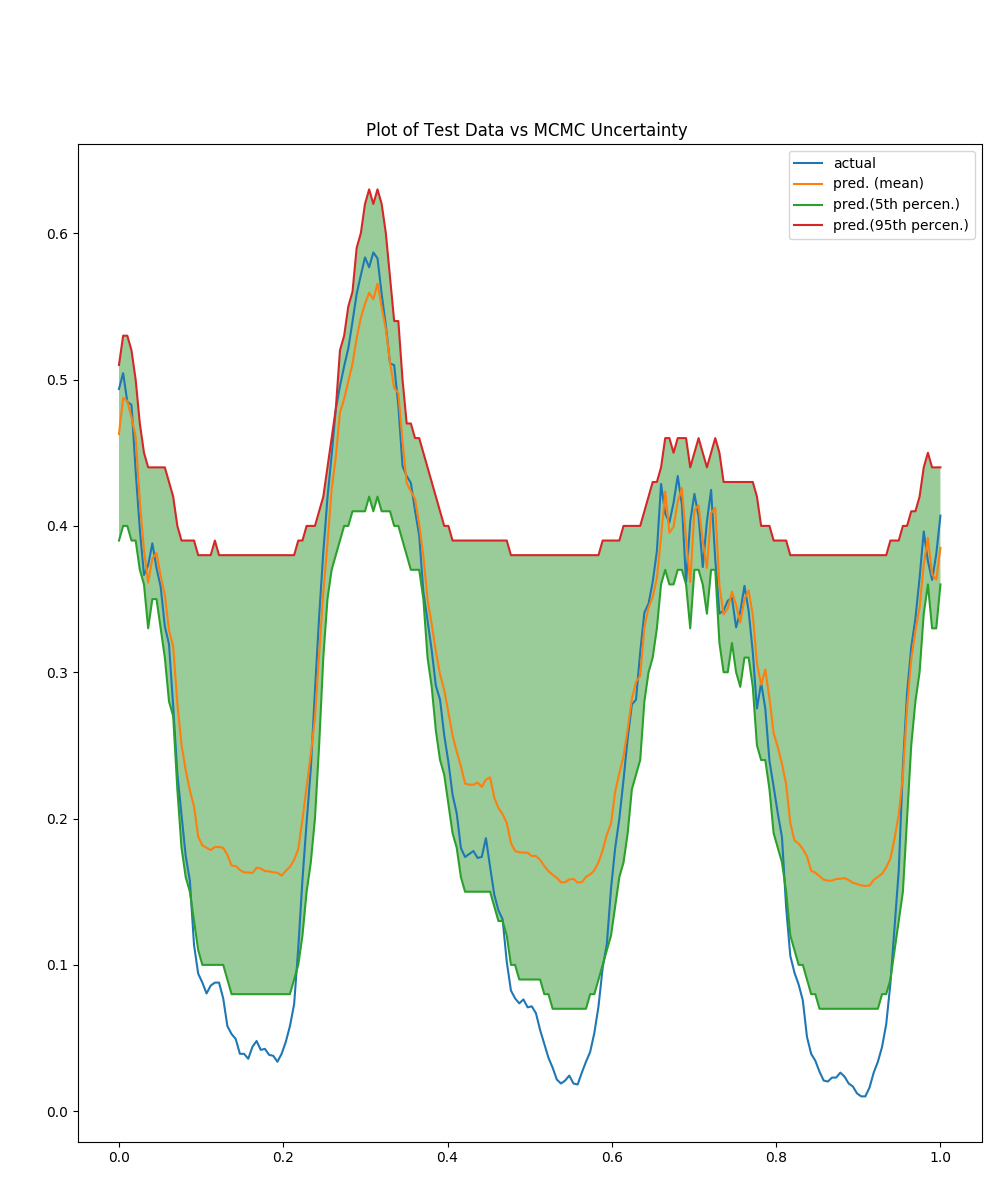 Plot of Test Data vs MCMC Uncertainty
actual
pred. (mean)
pred.(5th percen.)
pred.(95th percen.)
0.6
0.5
0.4
0.3
0.2
0.1
0.0
0.0 0.2 0.4 0.6 0.8 1.0